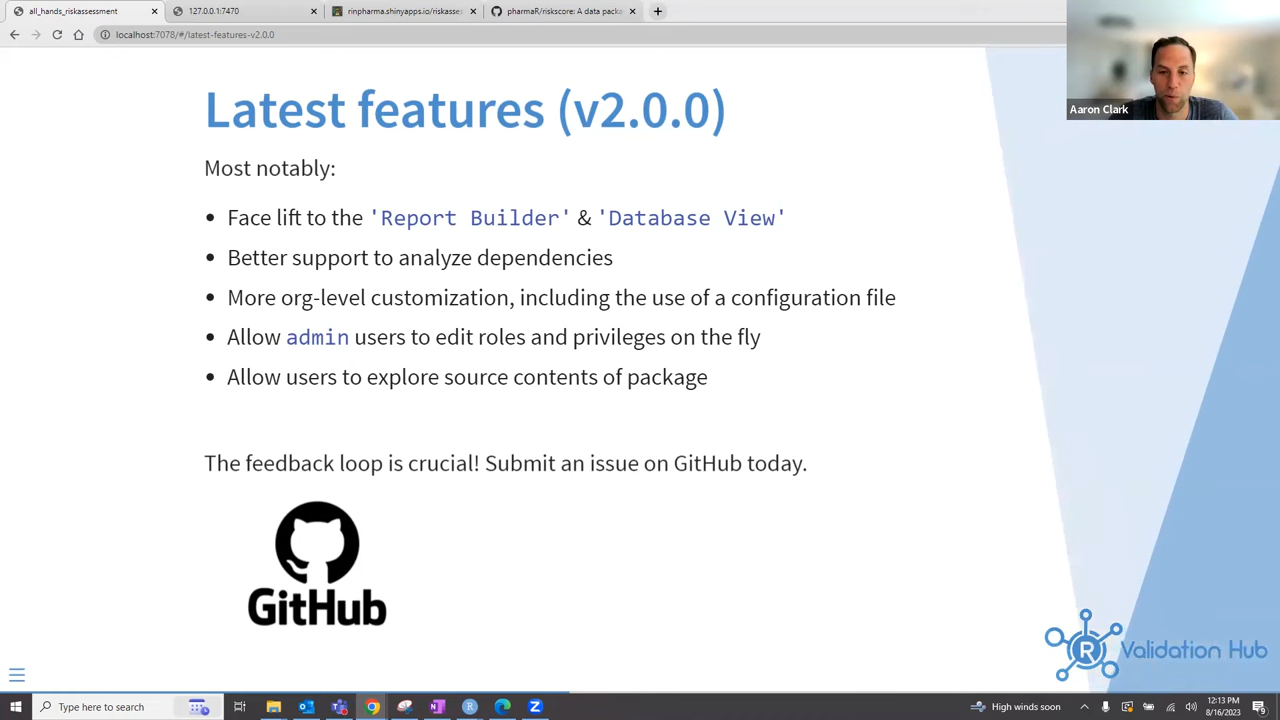 all_hands_riskassessment
127.0.0.1:7470
rinpharma.shinyapps.io/riskasses
pharmaR/riskscore: A data packa
localhost:7078/#/latest-features-v2.0.0
Aaron Clark
Latest features (v2.0.0)
Most notably:
• Face lift to the 'Report Builder' & 'Database View'
• Better support to analyze dependencies
• More org-level customization, including the use of a configuration file
• Allow admin users to edit roles and privileges on the fly
• Allow users to explore source contents of package
The feedback loop is crucial! Submit an issue on GitHub today.
GitHub
R Validation Hub
Type here to search
High winds soon
12:13 PM
8/16/2023